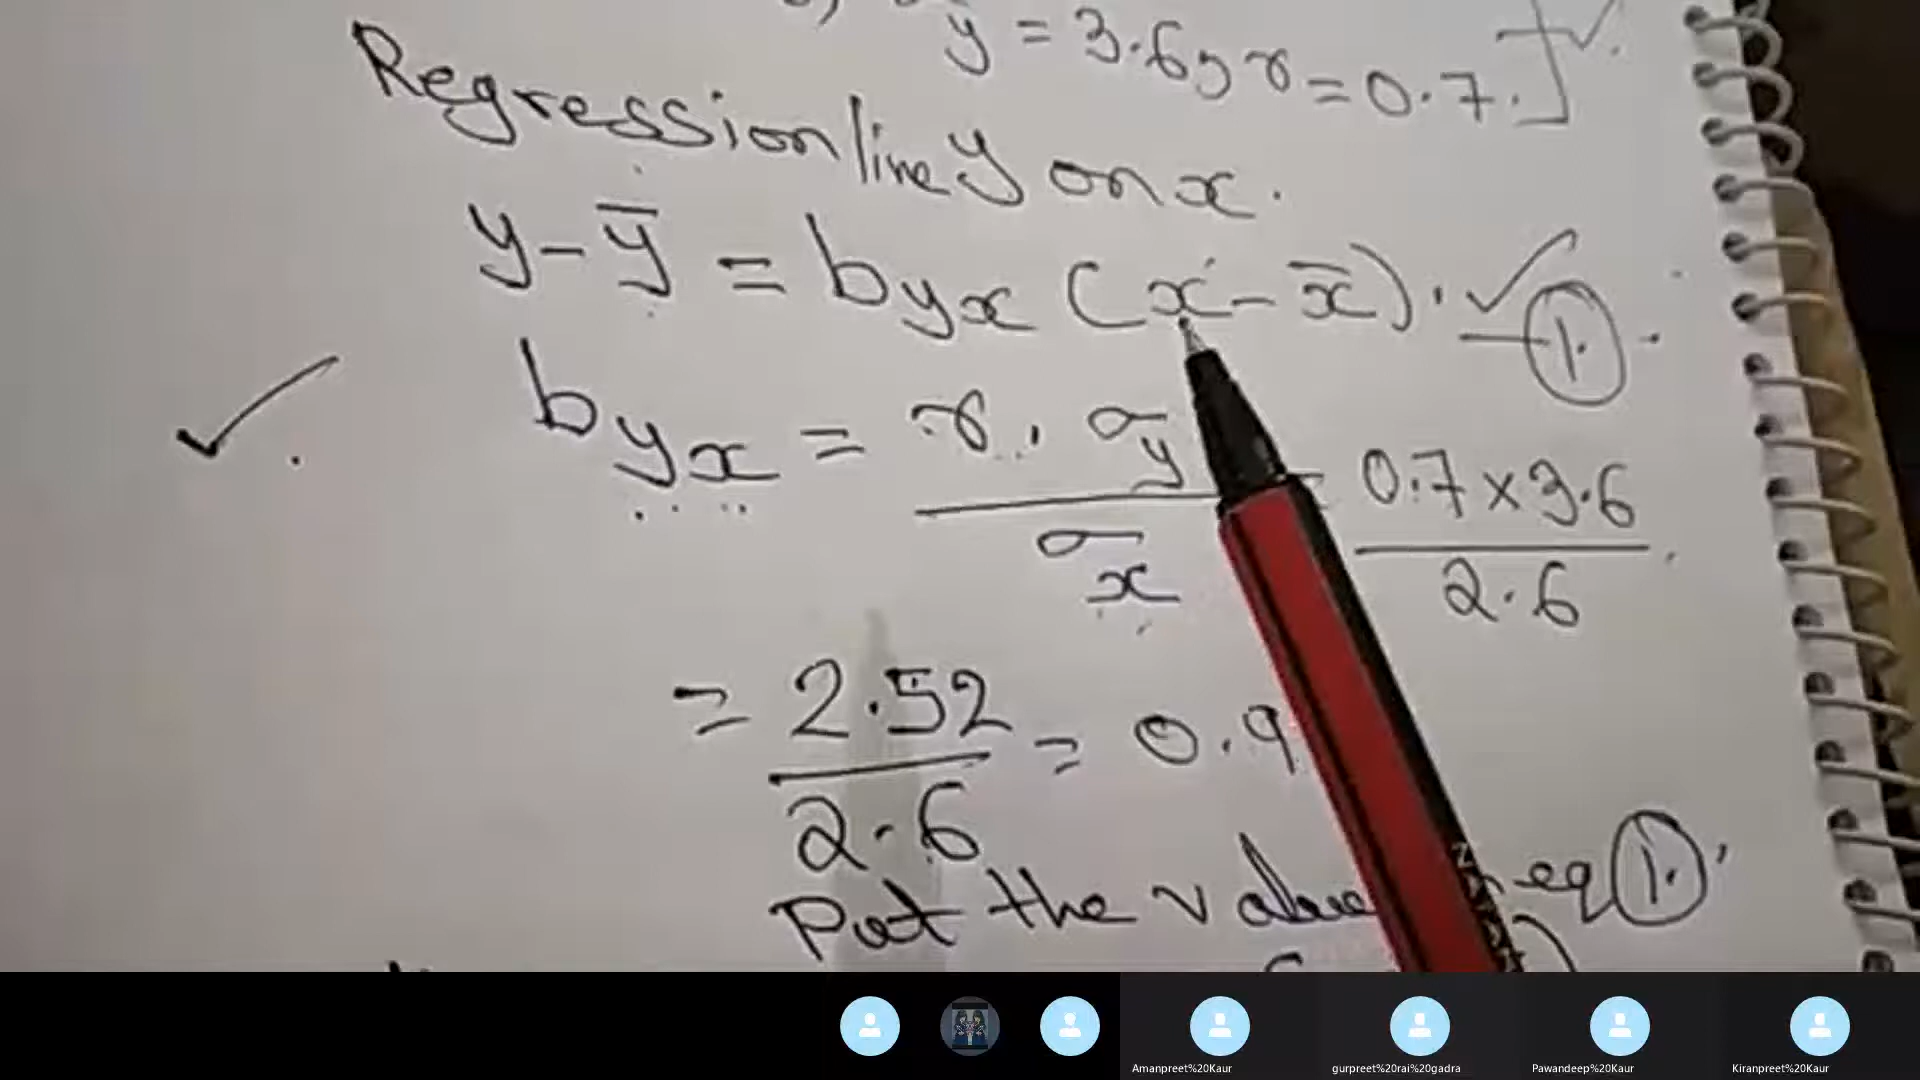 y = 3.6, r = 0.7.]
Regression line y on x.
y - ȳ = byx (x - x̄). ①.
byx = r . σy / σx = 0.7 × 3.6 / 2.6
= 2.52 / 2.6 = 0.9
Put the value eq ①
Amanpreet%20Kaur gurpreet%20rai%20gadra Pawandeep%20Kaur Kiranpreet%20Kaur